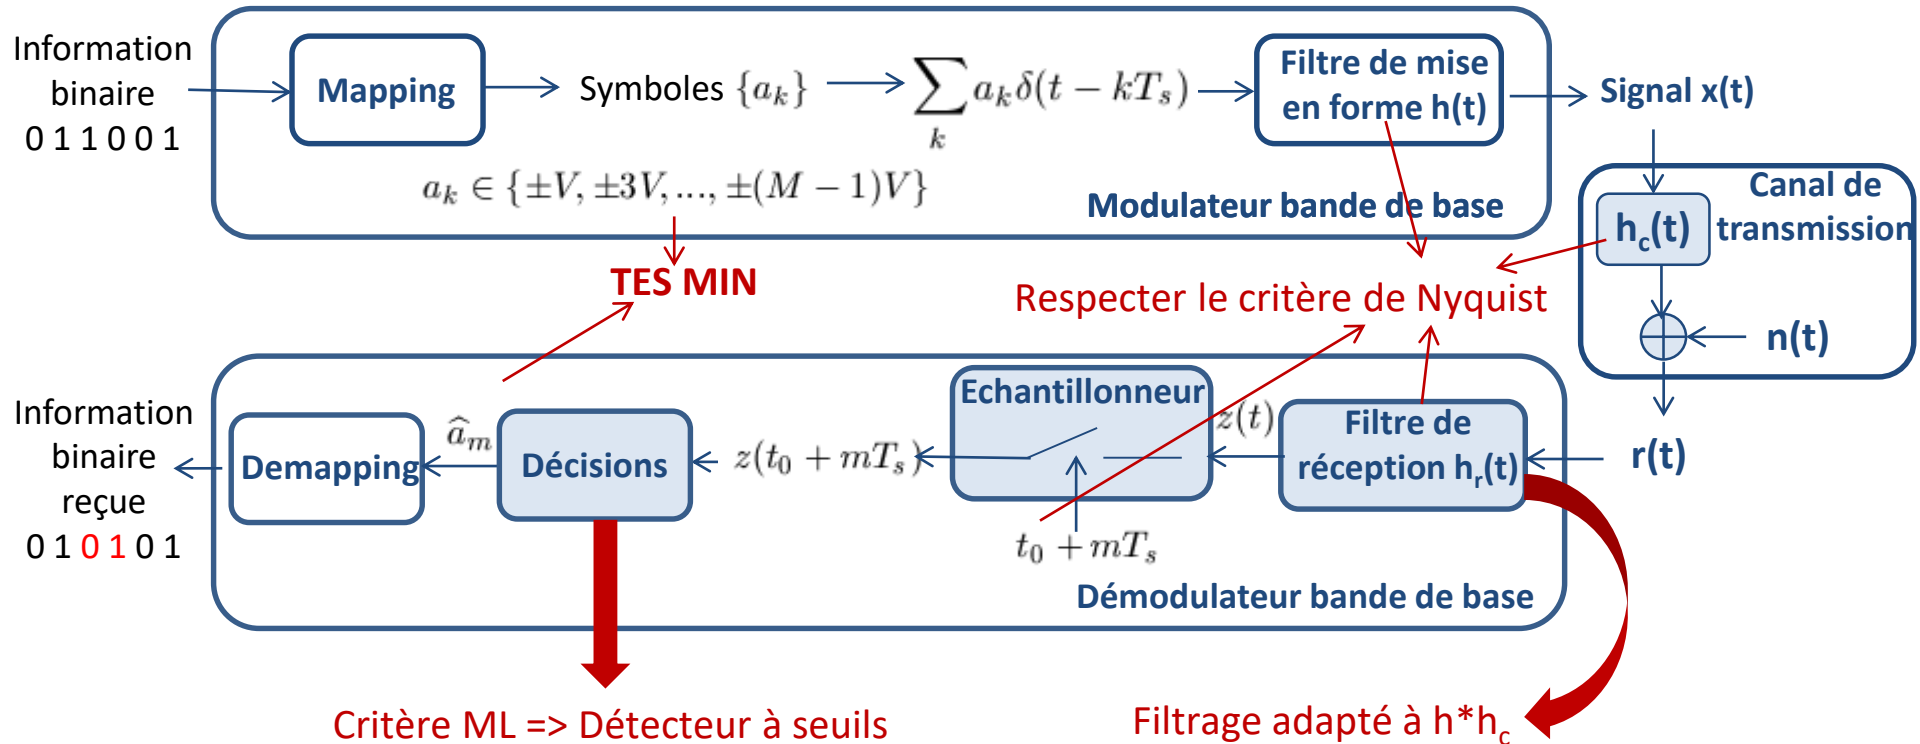 Information
binaire
0 1 1 0 0 1
Mapping
Symboles {a_k}
∑_k a_k δ(t − kT_s)
Filtre de mise
en forme h(t)
Signal x(t)
a_k ∈ {±V, ±3V, ..., ±(M − 1)V}
Modulateur bande de base
Canal de
transmission
h_c(t)
n(t)
r(t)
TES MIN
Respecter le critère de Nyquist
Information
binaire
reçue
0 1 0 1 0 1
Demapping
â_m
Décisions
z(t_0 + mT_s)
Echantillonneur
t_0 + mT_s
z(t)
Filtre de
réception h_r(t)
Démodulateur bande de base
Critère ML => Détecteur à seuils
Filtrage adapté à h*h_c